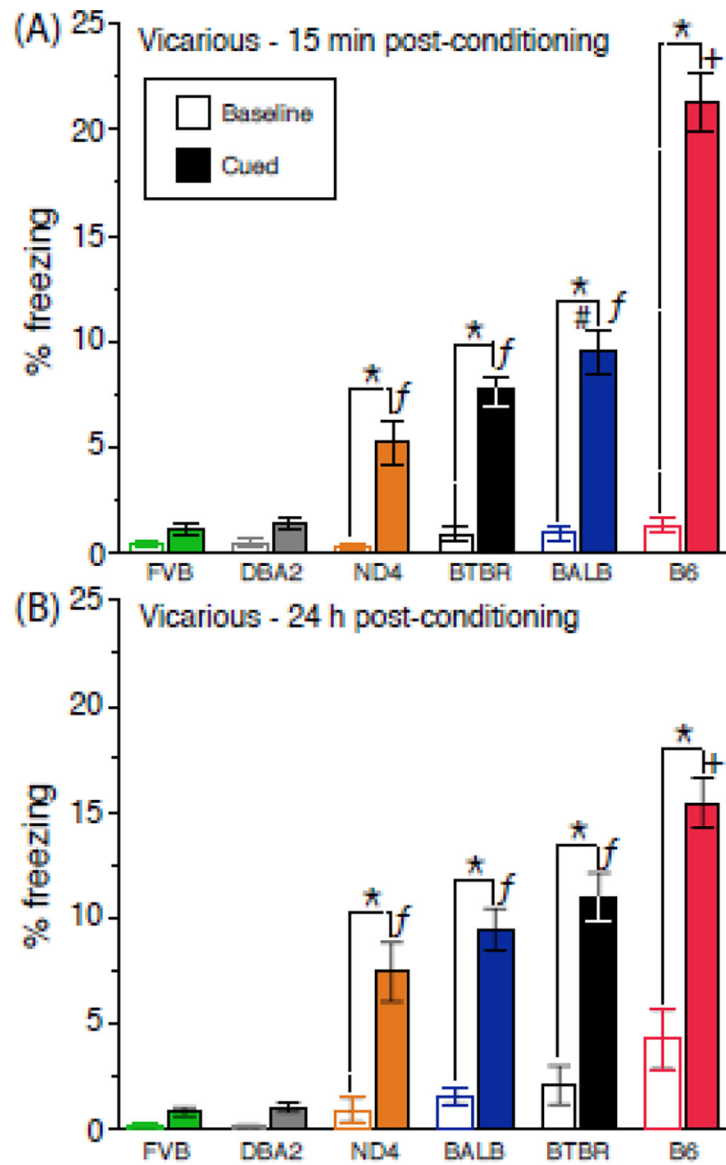 (A) Vicarious - 15 min post-conditioning
Baseline
Cued
% freezing
25
20
15
10
5
0
* +
* # ƒ
* ƒ
* ƒ
FVB DBA2 ND4 BTBR BALB B6
(B) Vicarious - 24 h post-conditioning
% freezing
25
20
15
10
5
0
* +
* ƒ
* ƒ
* ƒ
FVB DBA2 ND4 BALB BTBR B6